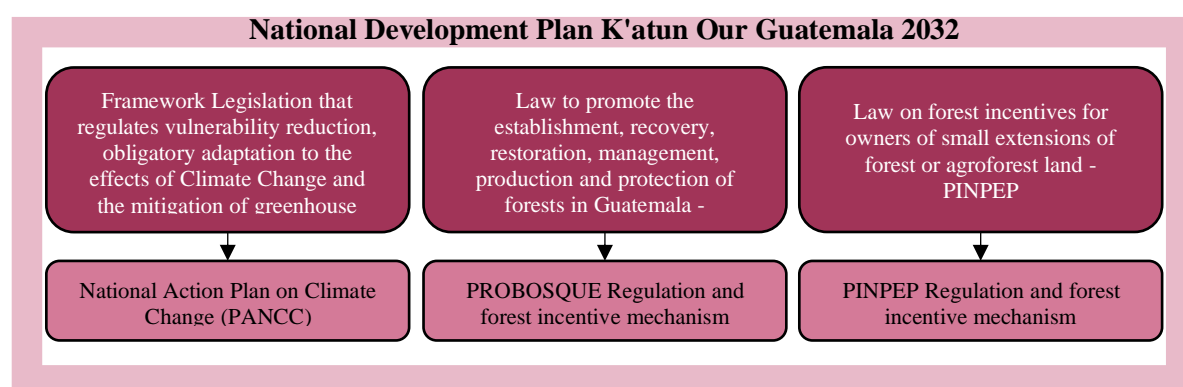 National Development Plan K'atun Our Guatemala 2032
Framework Legislation that
regulates vulnerability reduction,
obligatory adaptation to the
effects of Climate Change and
the mitigation of greenhouse
Law to promote the
establishment, recovery,
restoration, management,
production and protection of
forests in Guatemala -
Law on forest incentives for
owners of small extensions of
forest or agroforest land -
PINPEP
National Action Plan on Climate
Change (PANCC)
PROBOSQUE Regulation and
forest incentive mechanism
PINPEP Regulation and forest
incentive mechanism